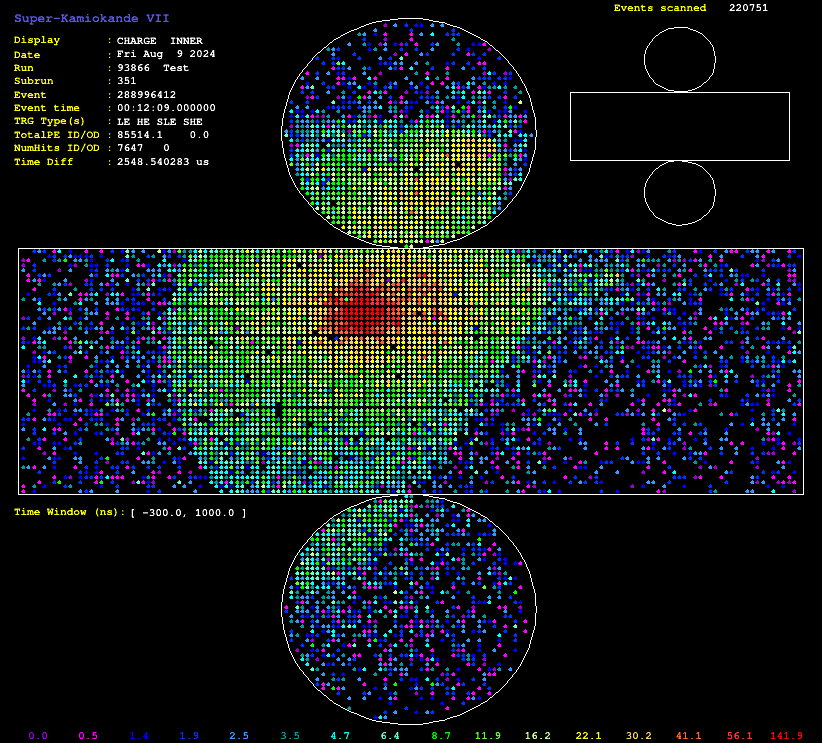 Events scanned 220751
Super-Kamiokande VII
Display : CHARGE INNER
Date : Fri Aug 9 2024
Run : 93866 Test
Subrun : 351
Event : 288996412
Event time : 00:12:09.000000
TRG Type(s) : LE HE SLE SHE
TotalPE ID/OD : 85514.1 0.0
NumHits ID/OD : 7647 0
Time Diff : 2548.540283 us
Time Window (ns): [ -300.0, 1000.0 ]
0.0 0.5 1.4 1.9 2.5 3.5 4.7 6.4 8.7 11.9 16.2 22.1 30.2 41.1 56.1 141.9